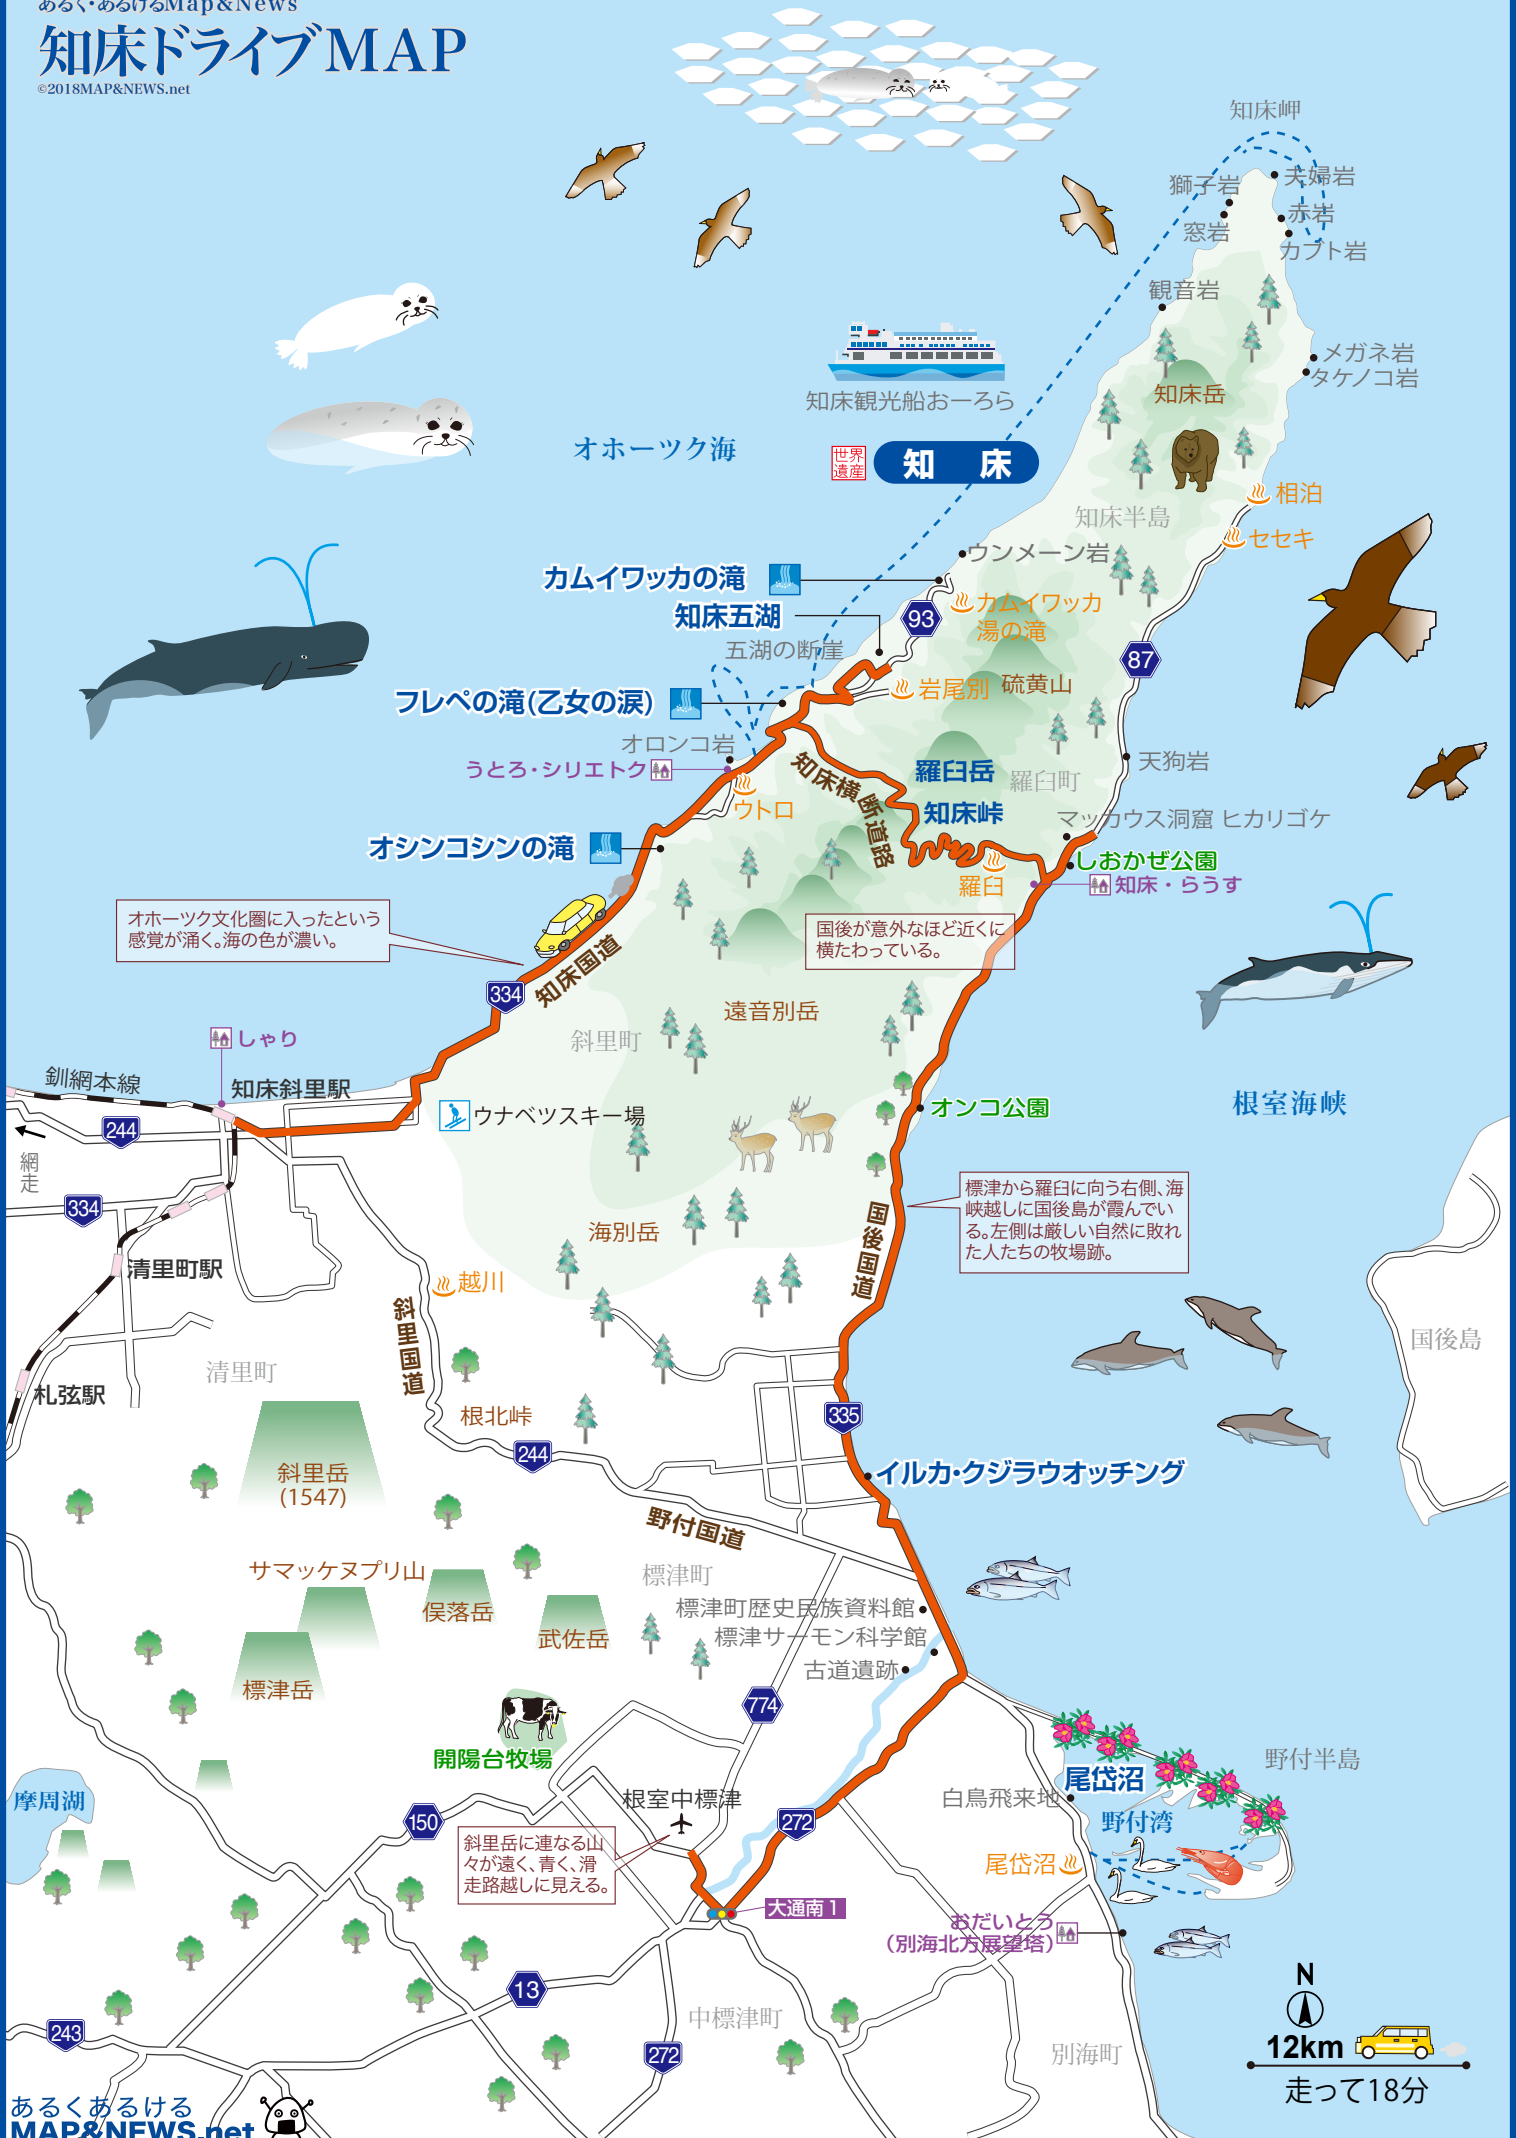 あるく・あるけるMap&News
知床ドライブMAP
©2018MAP&NEWS.net
知床岬
獅子岩
夫婦岩
窓岩
赤岩
カブト岩
観音岩
メガネ岩
タケノコ岩
知床岳
知床観光船おーろら
オホーツク海
世界
遺産
知 床
相泊
知床半島
セセキ
ウンメーン岩
カムイワッカの滝
カムイワッカ
湯の滝
知床五湖
93
五湖の断崖
87
岩尾別
硫黄山
フレペの滝(乙女の涙)
オロンコ岩
うとろ・シリエトク
ウトロ
知床横断道路
羅臼岳
羅臼町
天狗岩
知床峠
マッカウス洞窟 ヒカリゴケ
オシンコシンの滝
しおかぜ公園
羅臼
知床・らうす
オホーツク文化圏に入ったという
感覚が涌く。海の色が濃い。
国後が意外なほど近くに
横たわっている。
知床国道
334
遠音別岳
斜里町
しゃり
釧網本線
知床斜里駅
ウナベツスキー場
オンコ公園
根室海峡
244
網走
334
標津から羅臼に向う右側、海
峡越しに国後島が霞んでい
る。左側は厳しい自然に敗れ
た人たちの牧場跡。
国後国道
海別岳
清里町駅
越川
斜里国道
国後島
清里町
札弦駅
根北峠
335
244
イルカ・クジラウオッチング
斜里岳
(1547)
野付国道
サマッケヌプリ山
標津町
俣落岳
標津町歴史民族資料館
武佐岳
標津サーモン科学館
古道遺跡
標津岳
774
開陽台牧場
野付半島
尾岱沼
摩周湖
根室中標津
白鳥飛来地
150
272
野付湾
斜里岳に連なる山
々が遠く、青く、滑
走路越しに見える。
尾岱沼
大通南1
おだいとう
(別海北方展望塔)
13
N
中標津町
243
272
別海町
12km
走って18分
あるくあるける
MAP&NEWS.net